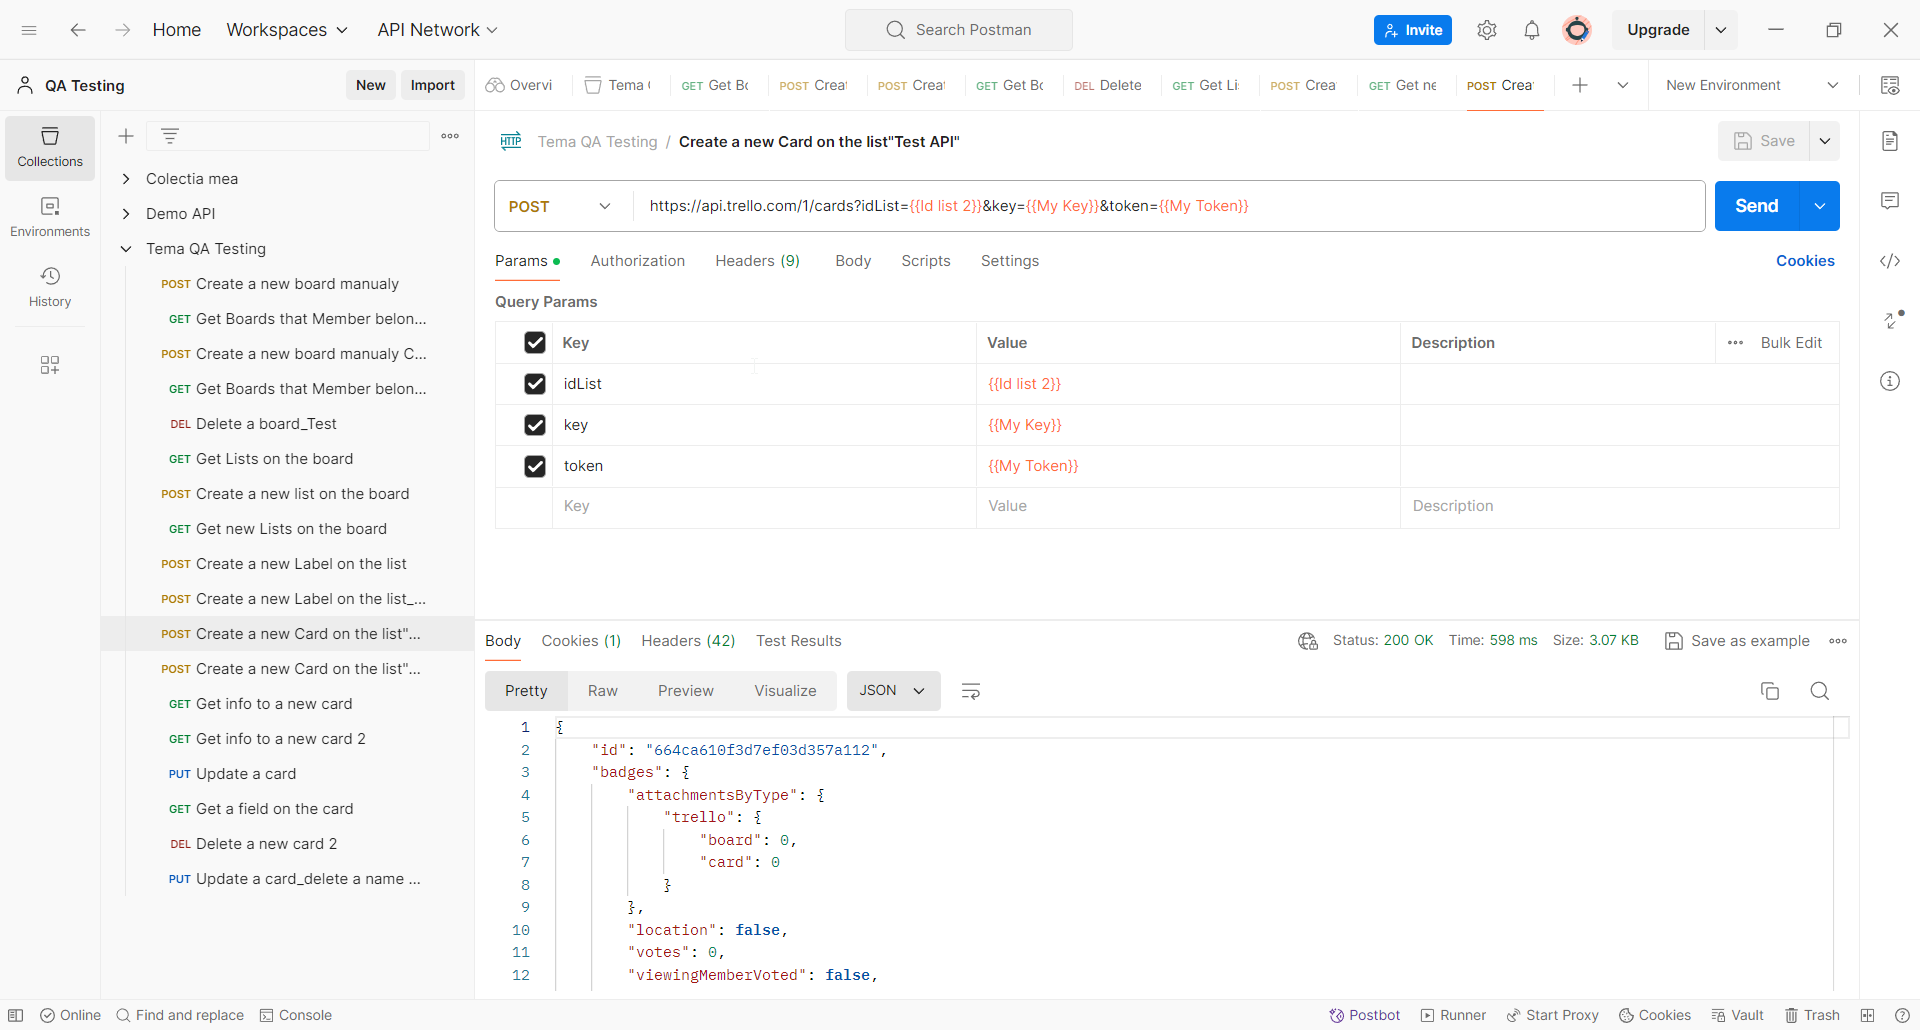 Home Workspaces API Network Search Postman Invite Upgrade
QA Testing New Import Overvi Tema GET Get Bo POST Creat POST Creat GET Get Bo DEL Delete GET Get Li POST Crea GET Get ne POST Crea New Environment
Collections
Environments
History
Colectia mea
Demo API
Tema QA Testing
POST Create a new board manualy
GET Get Boards that Member belon...
POST Create a new board manualy C...
GET Get Boards that Member belon...
DEL Delete a board_Test
GET Get Lists on the board
POST Create a new list on the board
GET Get new Lists on the board
POST Create a new Label on the list
POST Create a new Label on the list_...
POST Create a new Card on the list"...
POST Create a new Card on the list"...
GET Get info to a new card
GET Get info to a new card 2
PUT Update a card
GET Get a field on the card
DEL Delete a new card 2
PUT Update a card_delete a name ...
HTTP Tema QA Testing / Create a new Card on the list"Test API" Save
POST https://api.trello.com/1/cards?idList={{Id list 2}}&key={{My Key}}&token={{My Token}} Send
Params Authorization Headers (9) Body Scripts Settings Cookies
Query Params
Key Value Description Bulk Edit
idList {{Id list 2}}
key {{My Key}}
token {{My Token}}
Key Value Description
Body Cookies (1) Headers (42) Test Results Status: 200 OK Time: 598 ms Size: 3.07 KB Save as example
Pretty Raw Preview Visualize JSON
1 {
2 "id": "664ca610f3d7ef03d357a112",
3 "badges": {
4 "attachmentsByType": {
5 "trello": {
6 "board": 0,
7 "card": 0
8 }
9 },
10 "location": false,
11 "votes": 0,
12 "viewingMemberVoted": false,
Online Find and replace Console Postbot Runner Start Proxy Cookies Vault Trash